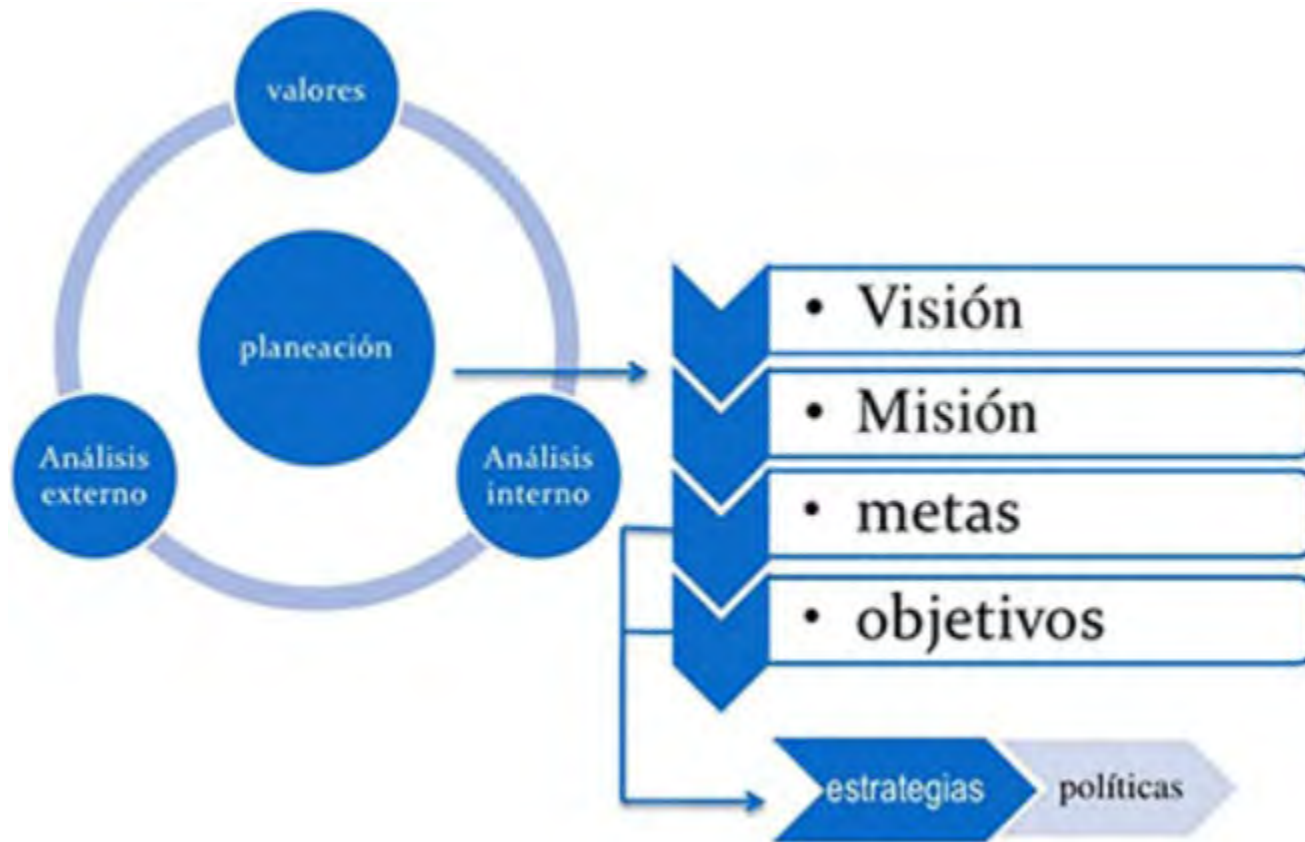 valores
planeación
Análisis
externo
Análisis
interno
• Visión
• Misión
• metas
• objetivos
estrategias
políticas